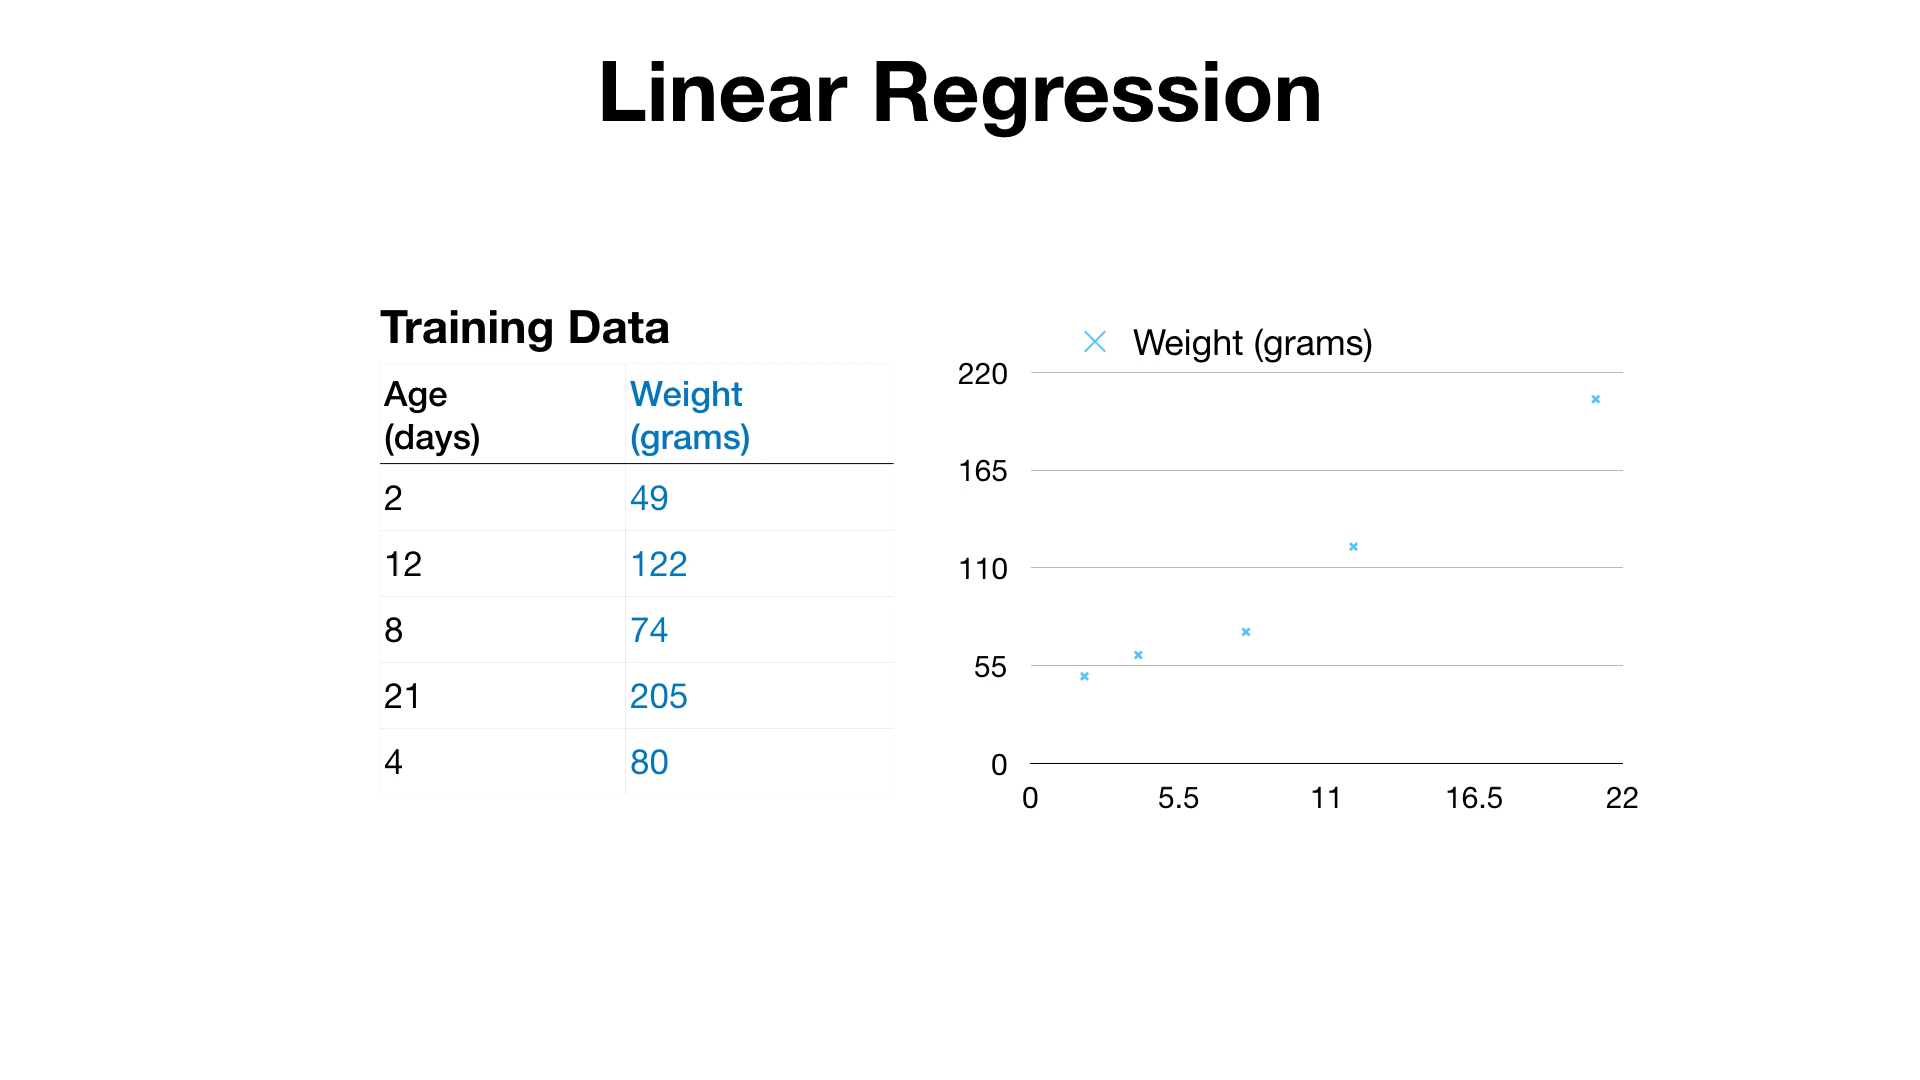 Linear Regression
Training Data
Age (days) Weight (grams)
2 49
12 122
8 74
21 205
4 80
Weight (grams)
220
165
110
55
0
0 5.5 11 16.5 22